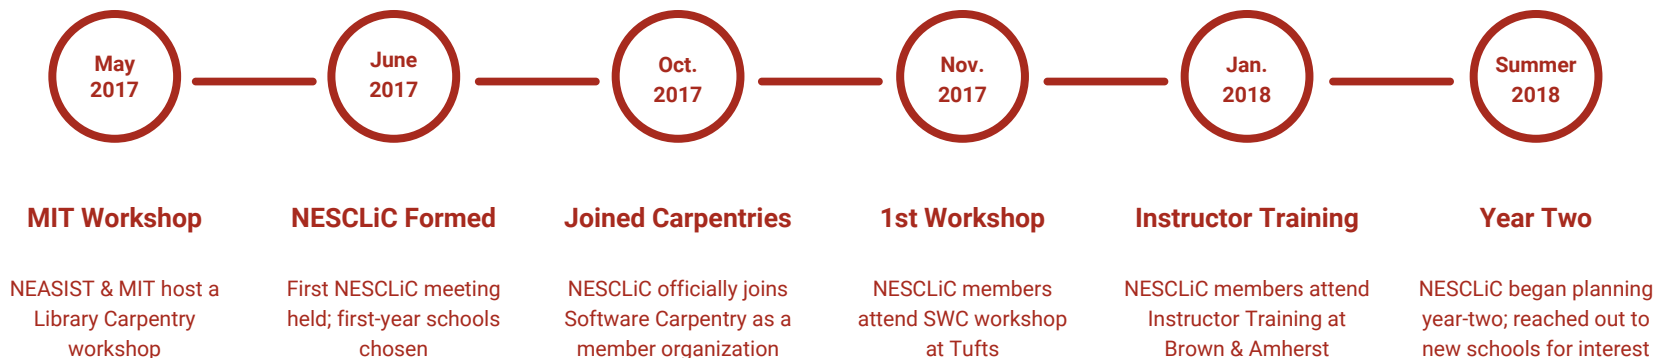 May
2017
June
2017
Oct.
2017
Nov.
2017
Jan.
2018
Summer
2018
MIT Workshop
NEASIST & MIT host a
Library Carpentry
workshop
NESCLiC Formed
First NESCLiC meeting
held; first-year schools
chosen
Joined Carpentries
NESCLiC officially joins
Software Carpentry as a
member organization
1st Workshop
NESCLiC members
attend SWC workshop
at Tufts
Instructor Training
NESCLiC members attend
Instructor Training at
Brown & Amherst
Year Two
NESCLiC began planning
year-two; reached out to
new schools for interest